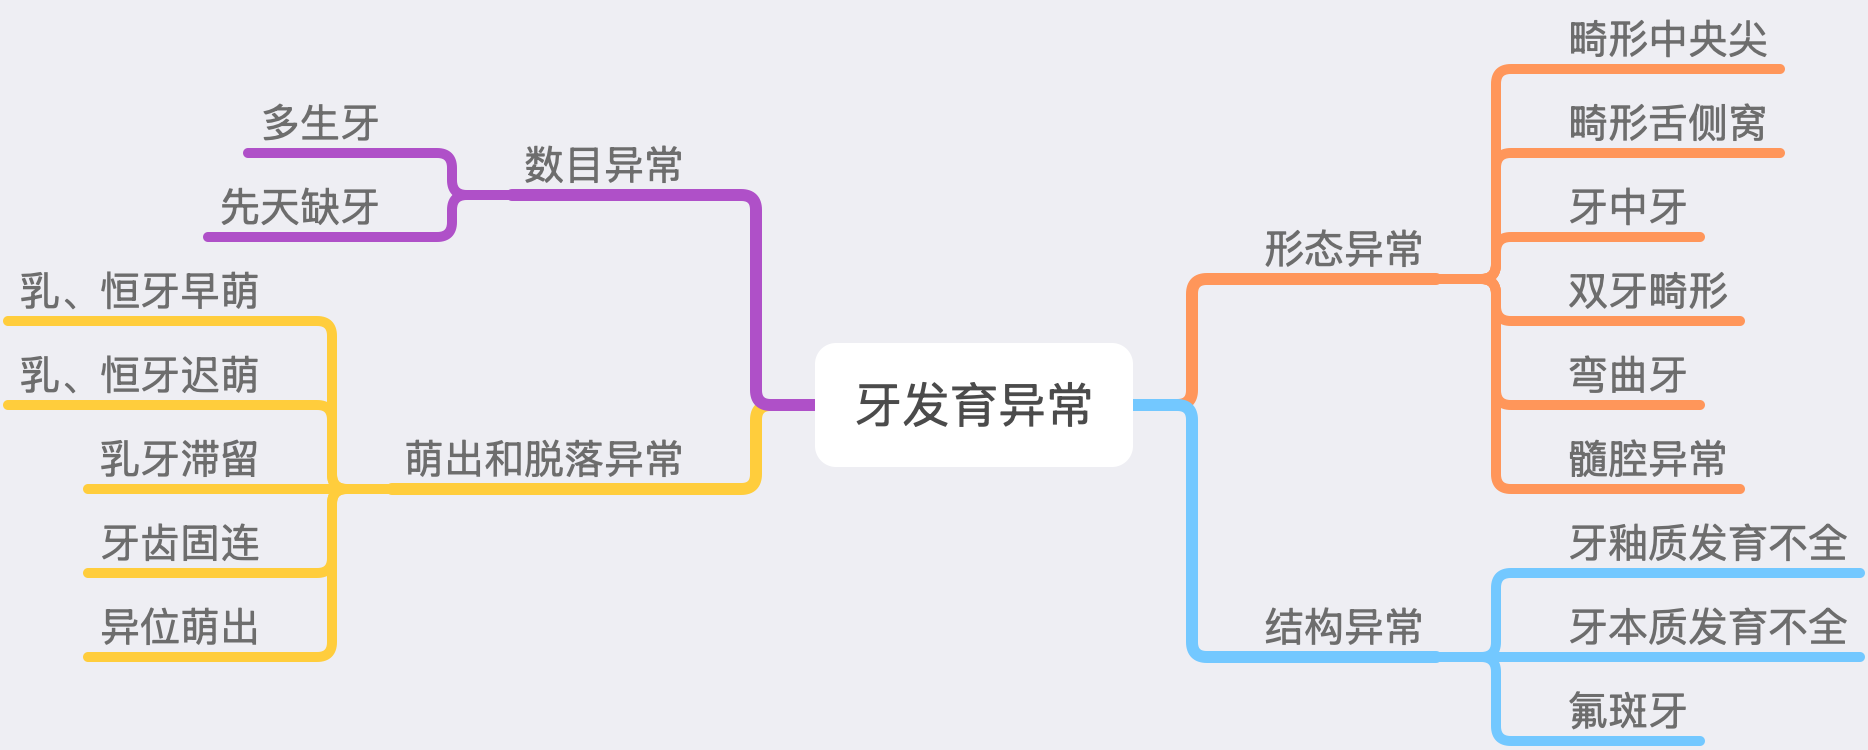 牙发育异常
数目异常
多生牙
先天缺牙
萌出和脱落异常
乳、恒牙早萌
乳、恒牙迟萌
乳牙滞留
牙齿固连
异位萌出
形态异常
畸形中央尖
畸形舌侧窝
牙中牙
双牙畸形
弯曲牙
髓腔异常
结构异常
牙釉质发育不全
牙本质发育不全
氟斑牙